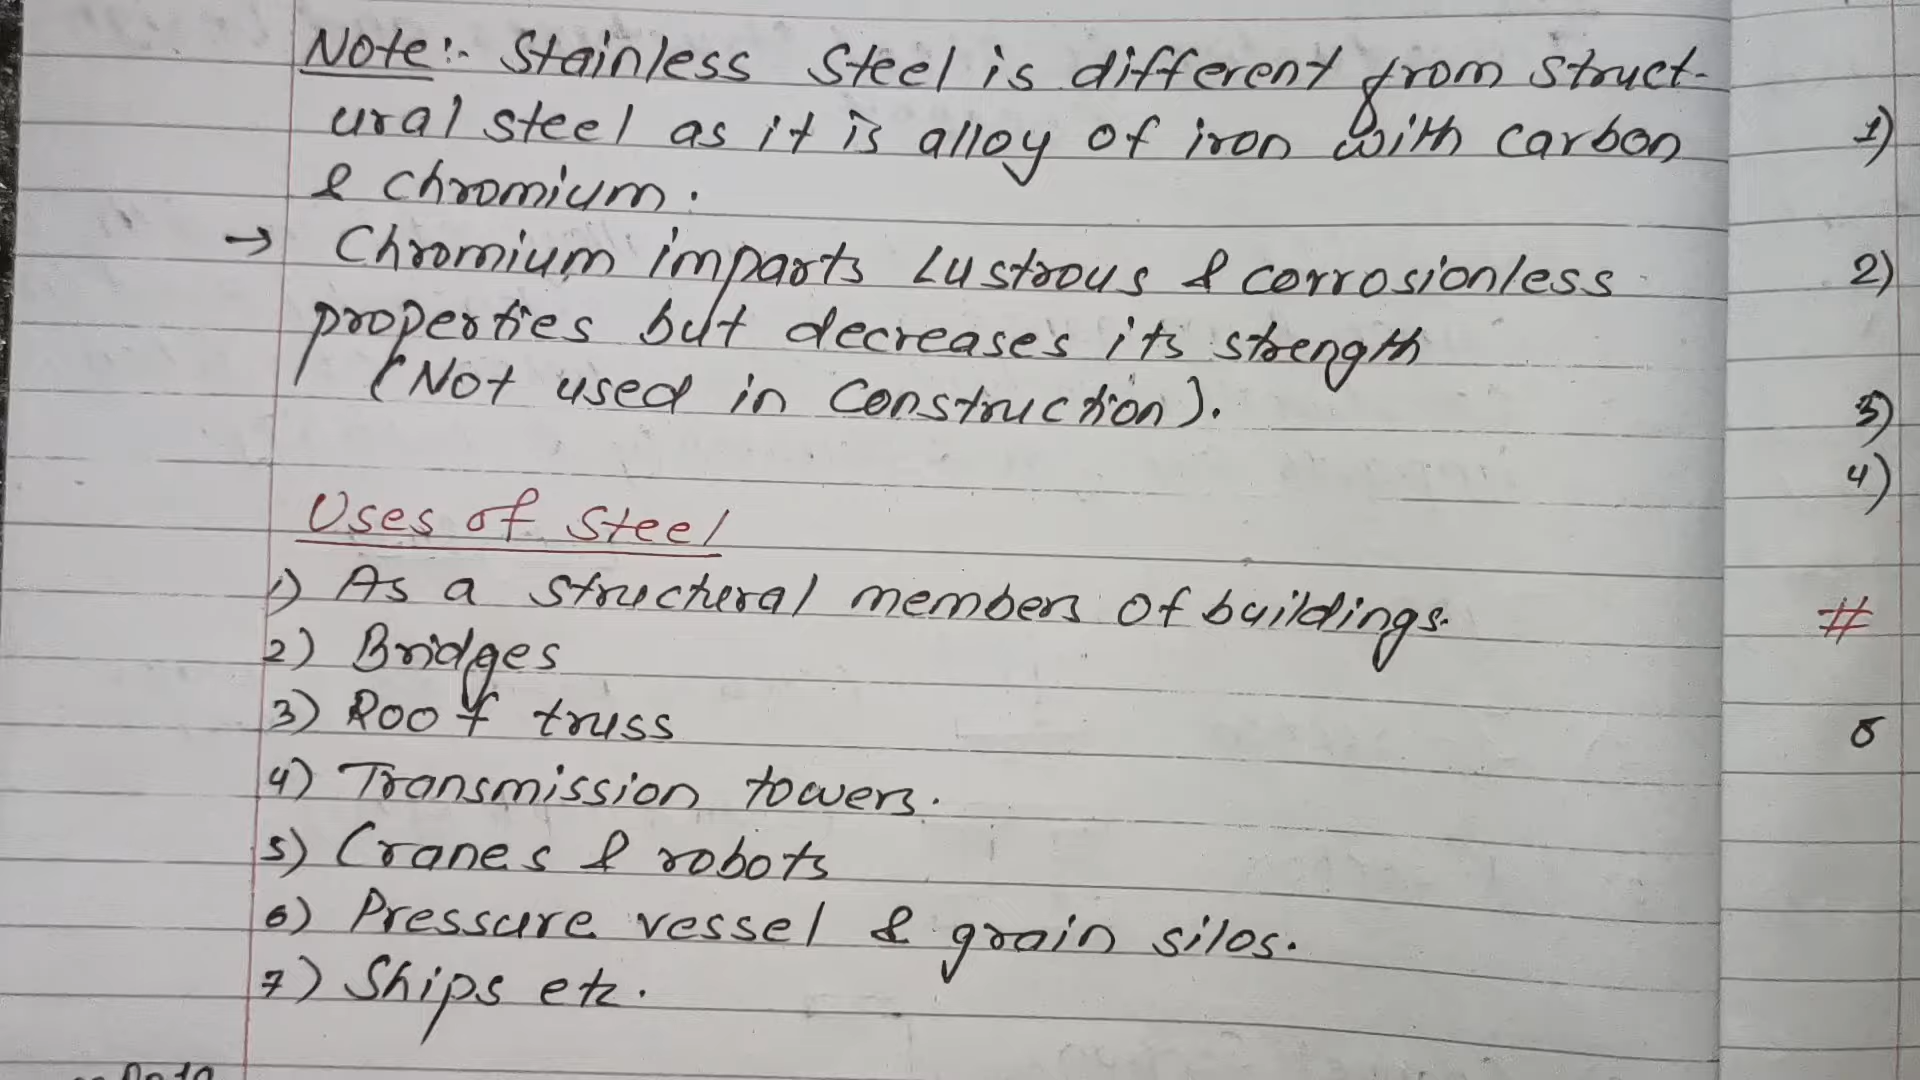 Note:- Stainless Steel is different from struct-
ural steel as it is alloy of iron with carbon
& chromium.
→ Chromium imparts Lustrous & corrosionless
properties but decreases its strength
(Not used in Construction).
Uses of Steel
1) As a structural members of buildings.
2) Bridges
3) Roof truss
4) Transmission towers.
5) Cranes & robots
6) Pressure vessel & grain silos.
7) Ships etc.
1)
2)
3)
4)
#